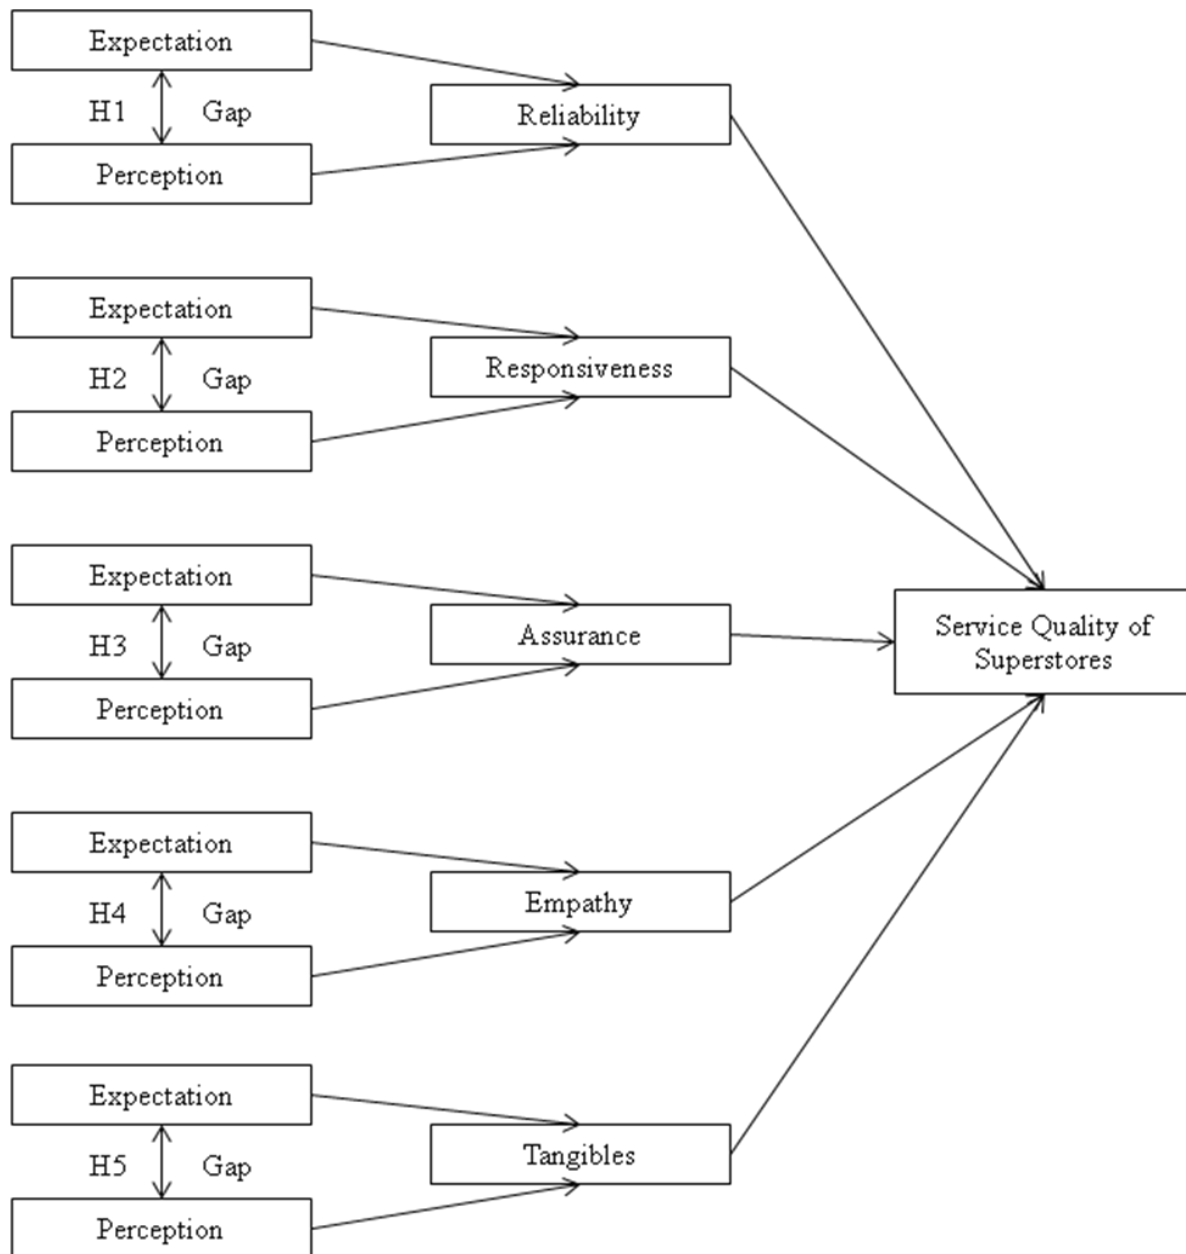 Expectation
H1 Gap
Reliability
Perception
Expectation
H2 Gap
Responsiveness
Perception
Expectation
H3 Gap
Assurance
Perception
Service Quality of
Superstores
Expectation
H4 Gap
Empathy
Perception
Expectation
H5 Gap
Tangibles
Perception